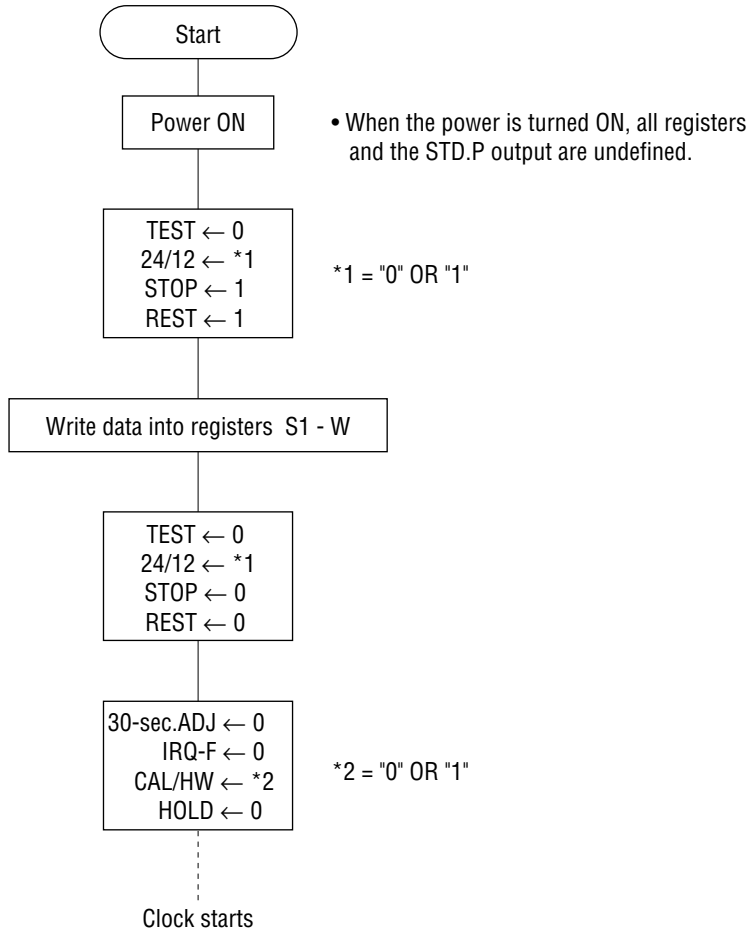 Start
Power ON
• When the power is turned ON, all registers
and the STD.P output are undefined.
TEST ← 0
24/12 ← *1
STOP ← 1
REST ← 1
*1 = "0" OR "1"
Write data into registers S1 - W
TEST ← 0
24/12 ← *1
STOP ← 0
REST ← 0
30-sec.ADJ ← 0
IRQ-F ← 0
CAL/HW ← *2
HOLD ← 0
*2 = "0" OR "1"
Clock starts